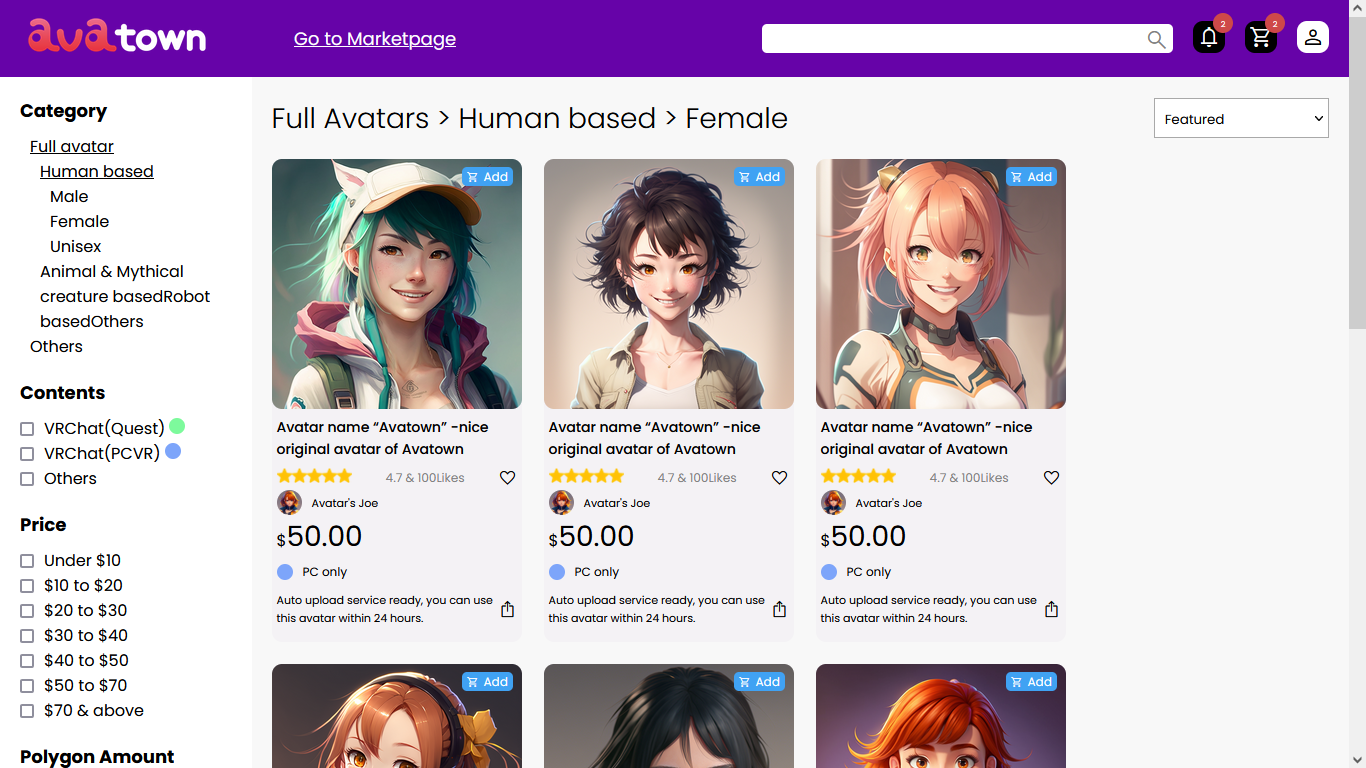 avatown
Go to Marketpage
2
2
Category
Full avatar
Human based
Male
Female
Unisex
Animal & Mythical
creature basedRobot
basedOthers
Others
Contents
VRChat(Quest)
VRChat(PCVR)
Others
Price
Under $10
$10 to $20
$20 to $30
$30 to $40
$40 to $50
$50 to $70
$70 & above
Polygon Amount
Full Avatars > Human based > Female
Featured
Add
Avatar name “Avatown” -nice
original avatar of Avatown
4.7 & 100Likes
Avatar's Joe
$50.00
PC only
Auto upload service ready, you can use
this avatar within 24 hours.
Add
Avatar name “Avatown” -nice
original avatar of Avatown
4.7 & 100Likes
Avatar's Joe
$50.00
PC only
Auto upload service ready, you can use
this avatar within 24 hours.
Add
Avatar name “Avatown” -nice
original avatar of Avatown
4.7 & 100Likes
Avatar's Joe
$50.00
PC only
Auto upload service ready, you can use
this avatar within 24 hours.
Add
Add
Add